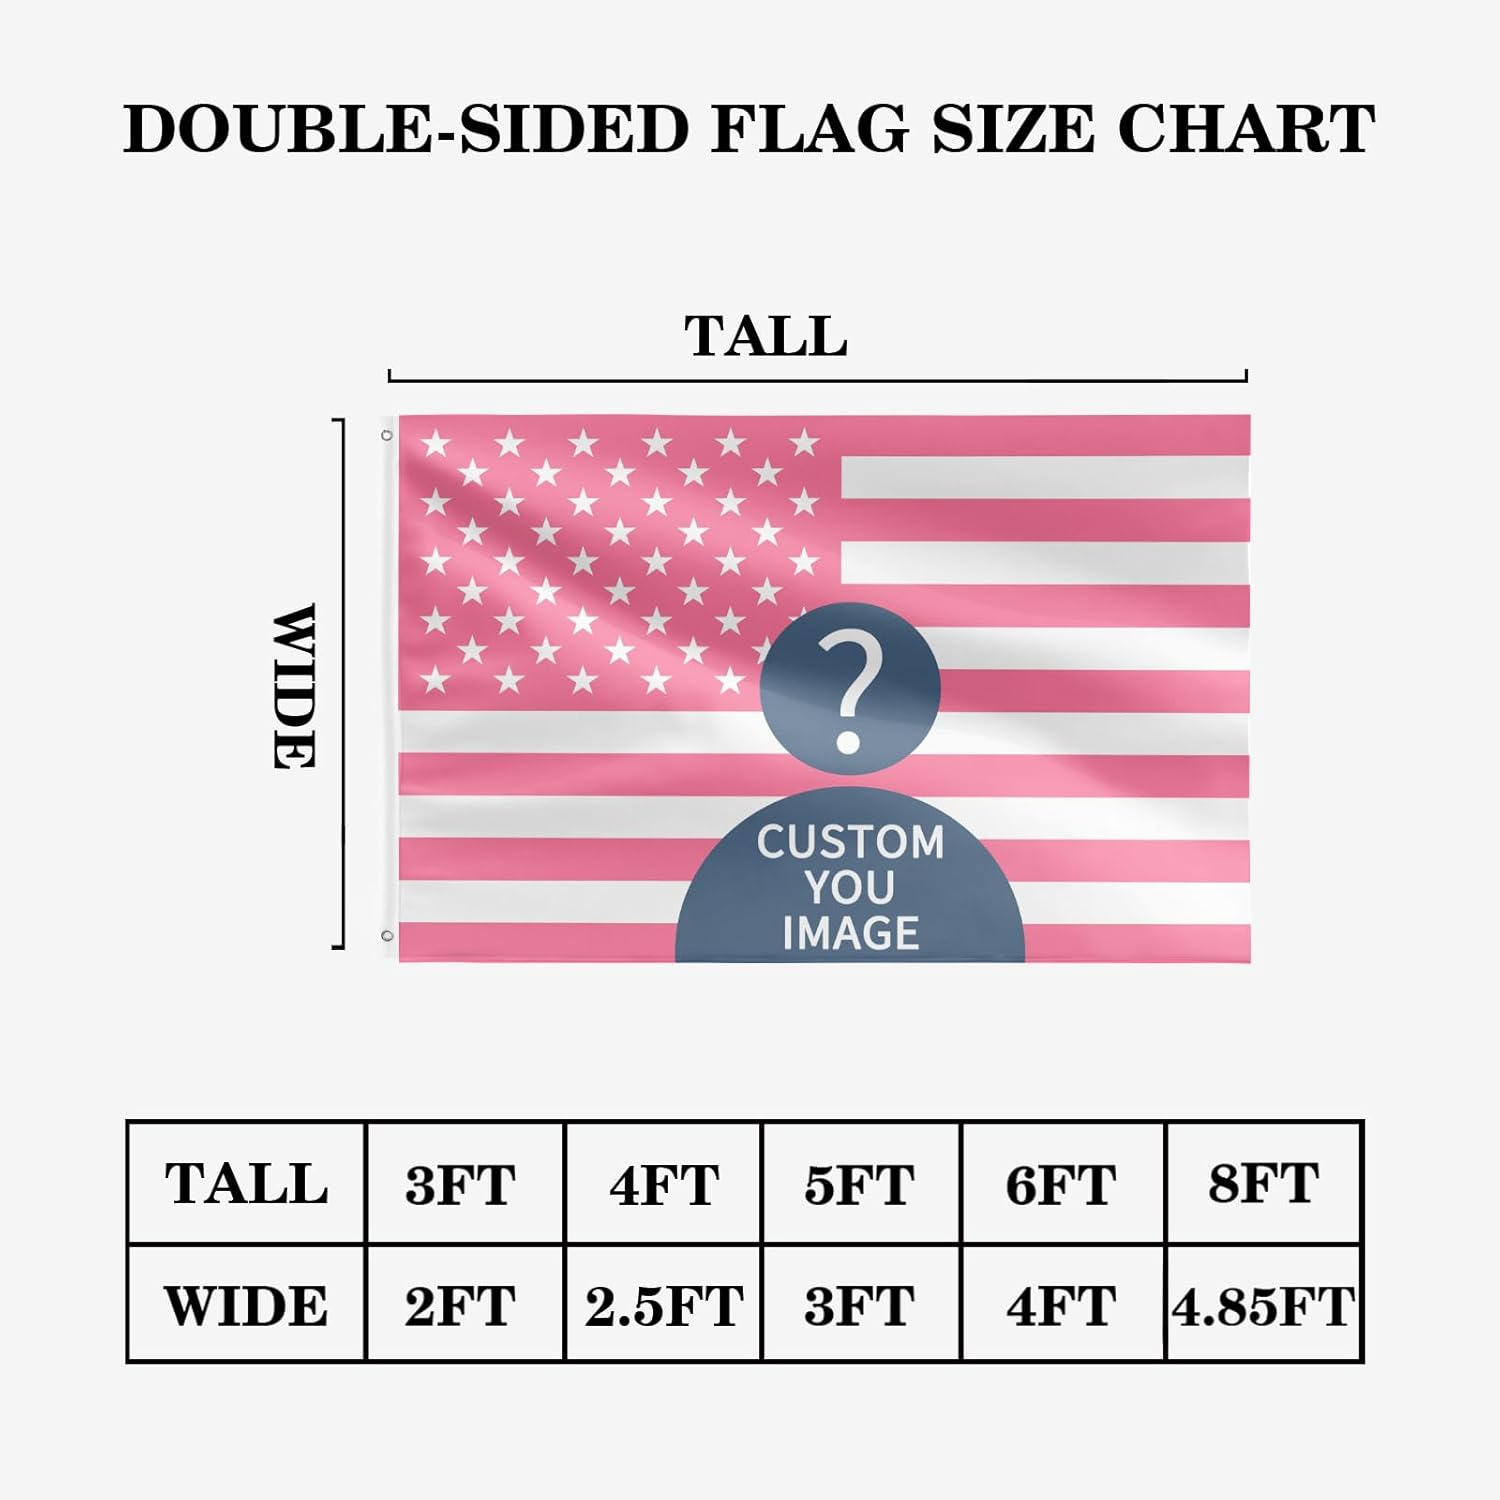 DOUBLE-SIDED FLAG SIZE CHART
TALL
WIDE
?
CUSTOM
YOU
IMAGE
TALL 3FT 4FT 5FT 6FT 8FT
WIDE 2FT 2.5FT 3FT 4FT 4.85FT